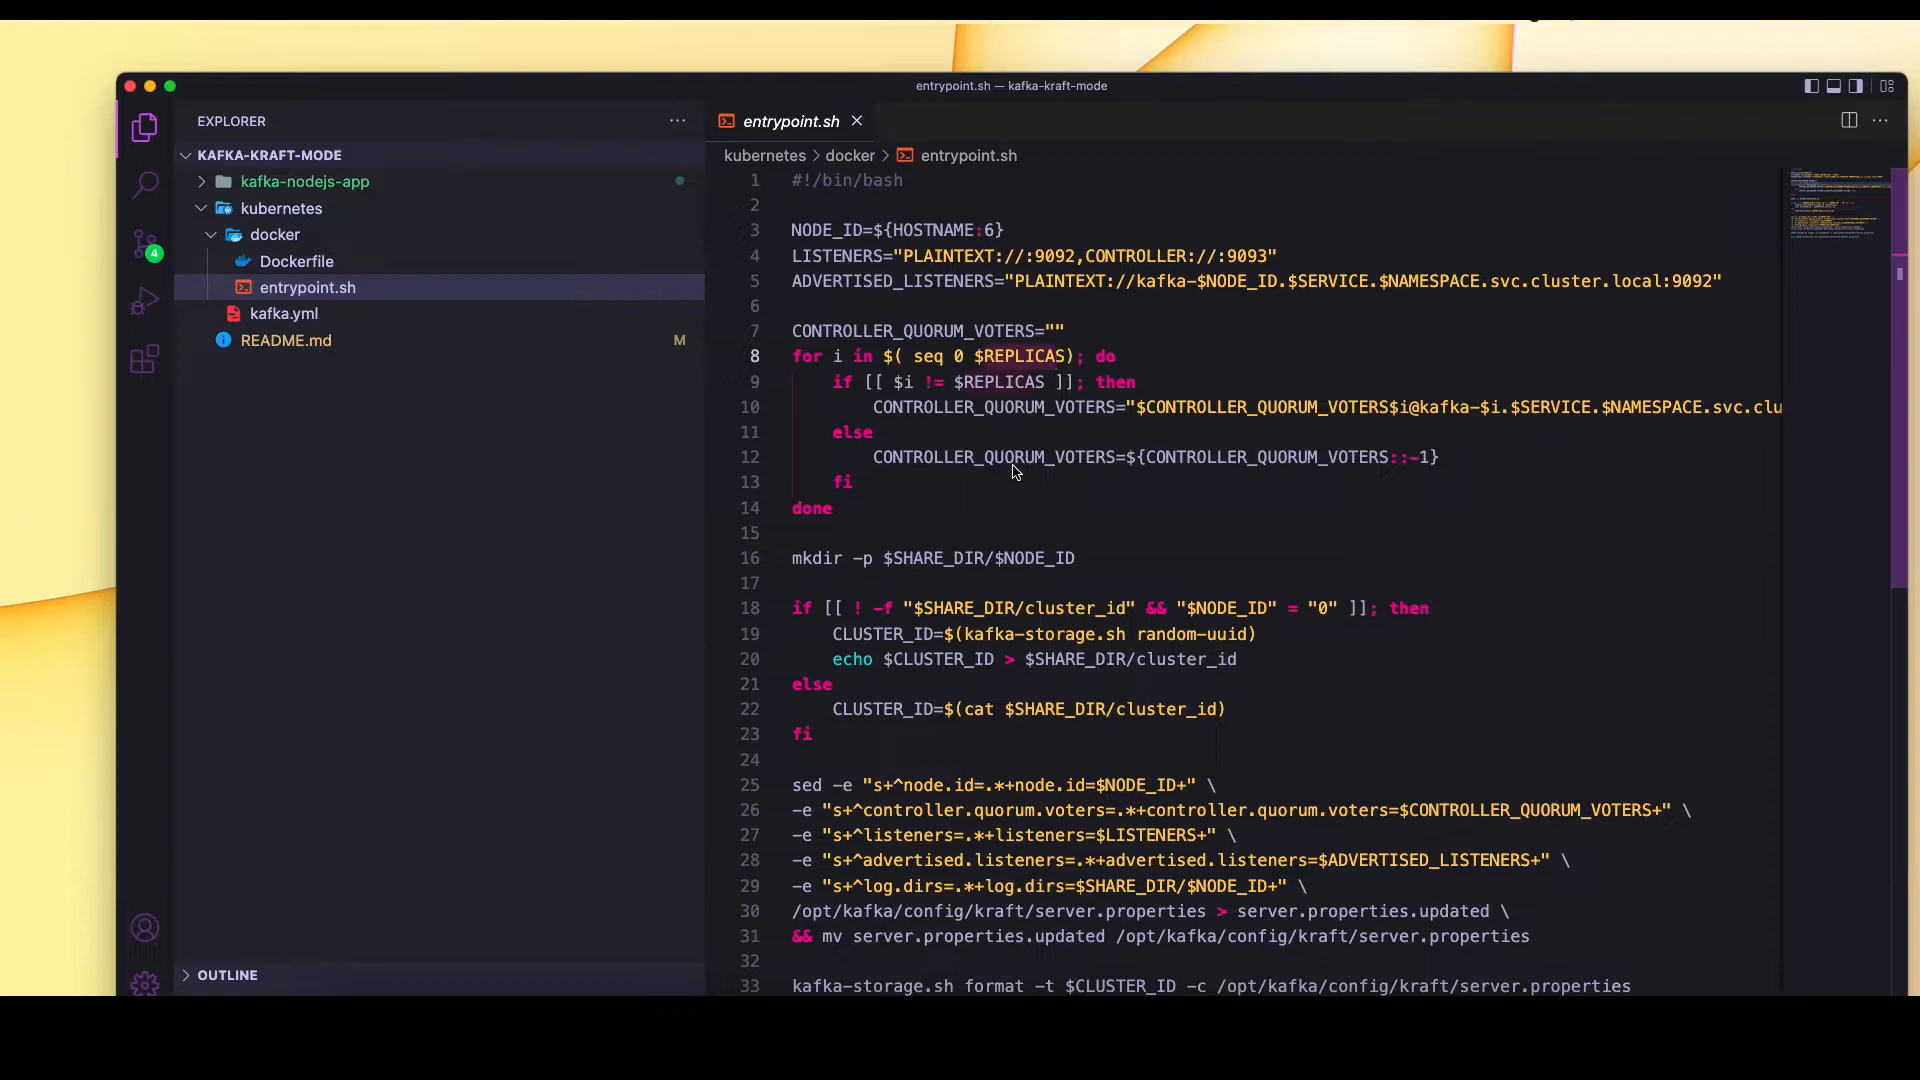 entrypoint.sh — kafka-kraft-mode
EXPLORER
KAFKA-KRAFT-MODE
kafka-nodejs-app
kubernetes
docker
Dockerfile
entrypoint.sh
kafka.yml
README.md M
4
OUTLINE
entrypoint.sh
kubernetes > docker > entrypoint.sh
1 #!/bin/bash
2
3 NODE_ID=${HOSTNAME:6}
4 LISTENERS="PLAINTEXT://:9092,CONTROLLER://:9093"
5 ADVERTISED_LISTENERS="PLAINTEXT://kafka-$NODE_ID.$SERVICE.$NAMESPACE.svc.cluster.local:9092"
6
7 CONTROLLER_QUORUM_VOTERS=""
8 for i in $( seq 0 $REPLICAS); do
9 if [[ $i != $REPLICAS ]]; then
10 CONTROLLER_QUORUM_VOTERS="$CONTROLLER_QUORUM_VOTERS$i@kafka-$i.$SERVICE.$NAMESPACE.svc.clu
11 else
12 CONTROLLER_QUORUM_VOTERS=${CONTROLLER_QUORUM_VOTERS::-1}
13 fi
14 done
15
16 mkdir -p $SHARE_DIR/$NODE_ID
17
18 if [[ ! -f "$SHARE_DIR/cluster_id" && "$NODE_ID" = "0" ]]; then
19 CLUSTER_ID=$(kafka-storage.sh random-uuid)
20 echo $CLUSTER_ID > $SHARE_DIR/cluster_id
21 else
22 CLUSTER_ID=$(cat $SHARE_DIR/cluster_id)
23 fi
24
25 sed -e "s+^node.id=.*+node.id=$NODE_ID+" \
26 -e "s+^controller.quorum.voters=.*+controller.quorum.voters=$CONTROLLER_QUORUM_VOTERS+" \
27 -e "s+^listeners=.*+listeners=$LISTENERS+" \
28 -e "s+^advertised.listeners=.*+advertised.listeners=$ADVERTISED_LISTENERS+" \
29 -e "s+^log.dirs=.*+log.dirs=$SHARE_DIR/$NODE_ID+" \
30 /opt/kafka/config/kraft/server.properties > server.properties.updated \
31 && mv server.properties.updated /opt/kafka/config/kraft/server.properties
32
33 kafka-storage.sh format -t $CLUSTER_ID -c /opt/kafka/config/kraft/server.properties